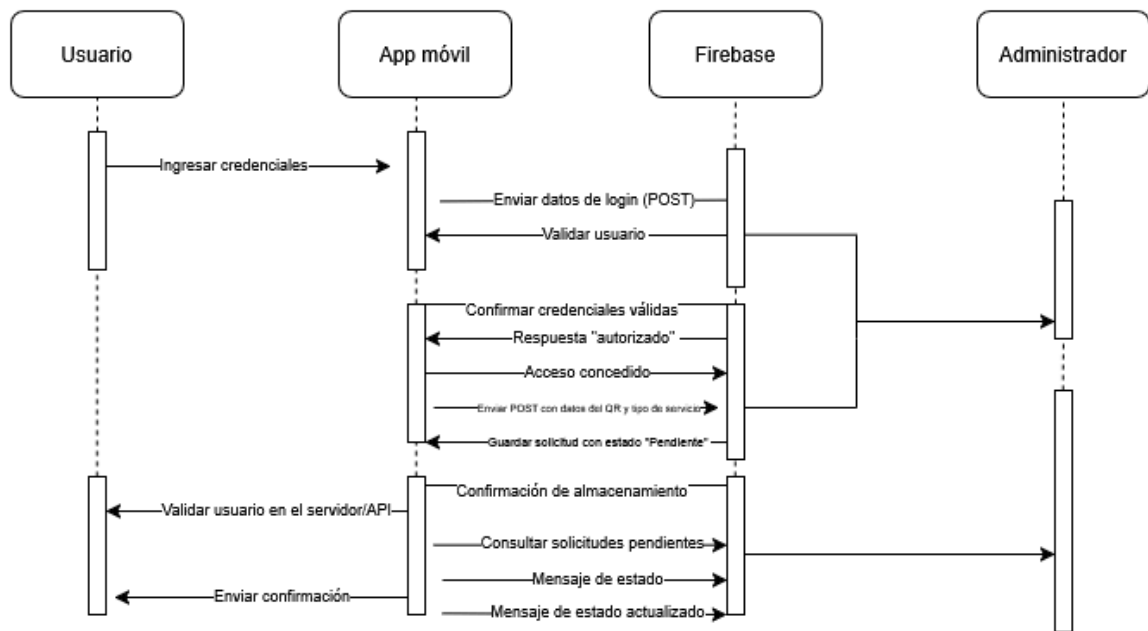 Usuario
App móvil
Firebase
Administrador
Ingresar credenciales
Enviar datos de login (POST)
Validar usuario
Confirmar credenciales válidas
Respuesta "autorizado"
Acceso concedido
Enviar POST con datos del QR y tipo de servicio
Guardar solicitud con estado "Pendiente"
Confirmación de almacenamiento
Validar usuario en el servidor/API
Consultar solicitudes pendientes
Mensaje de estado
Enviar confirmación
Mensaje de estado actualizado